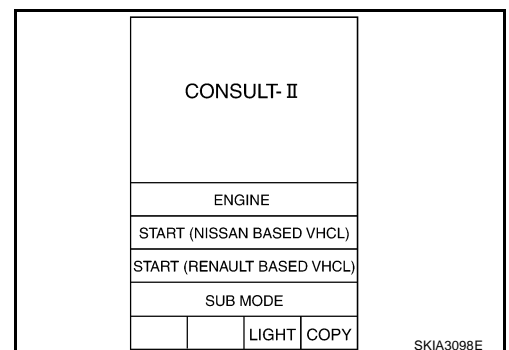 CONSULT-II
ENGINE
START (NISSAN BASED VHCL)
START (RENAULT BASED VHCL)
SUB MODE
LIGHT COPY
SKIA3098E